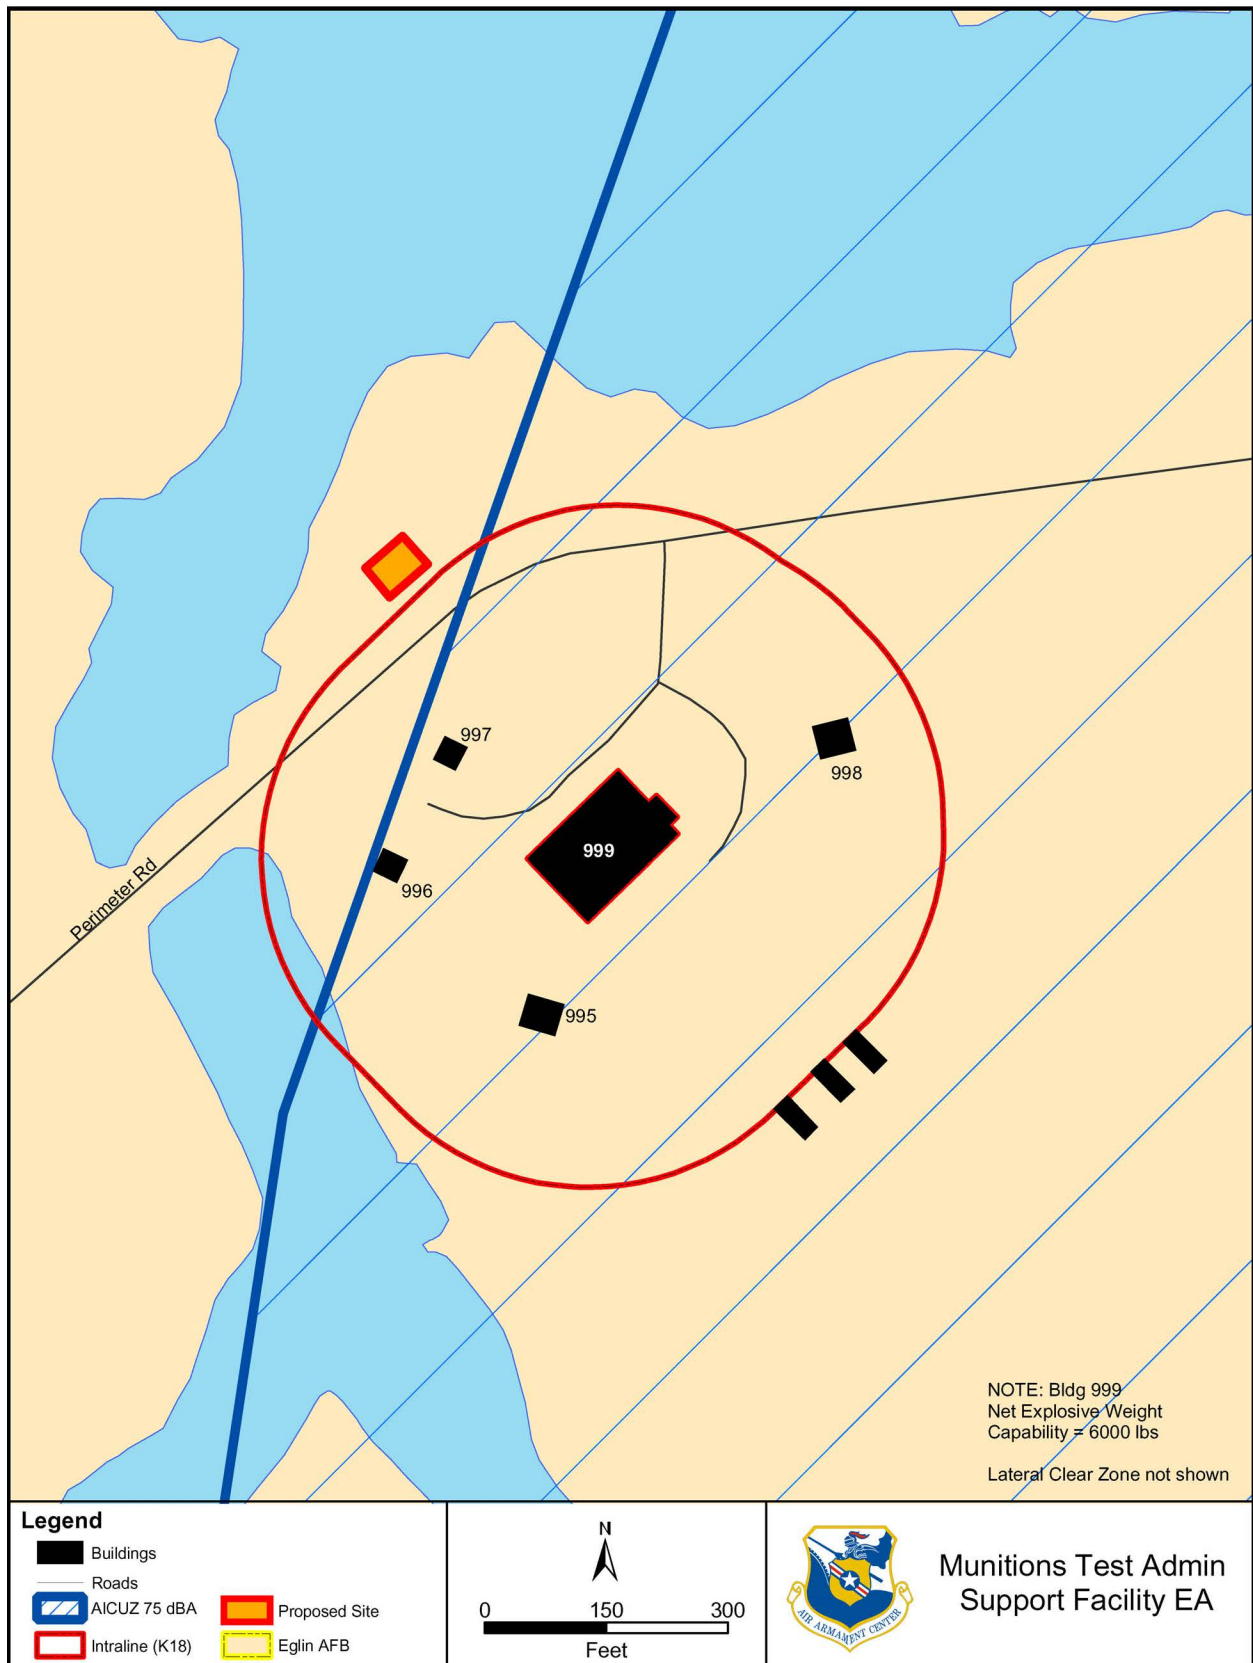 997
998
999
996
Perimeter Rd
995
NOTE: Bldg 999
Net Explosive Weight
Capability = 6000 lbs
Lateral Clear Zone not shown
Legend
Buildings
Roads
AICUZ 75 dBA
Intraline (K18)
Proposed Site
Eglin AFB
N
0 150 300
Feet
AIR ARMAMENT CENTER
Munitions Test Admin
Support Facility EA